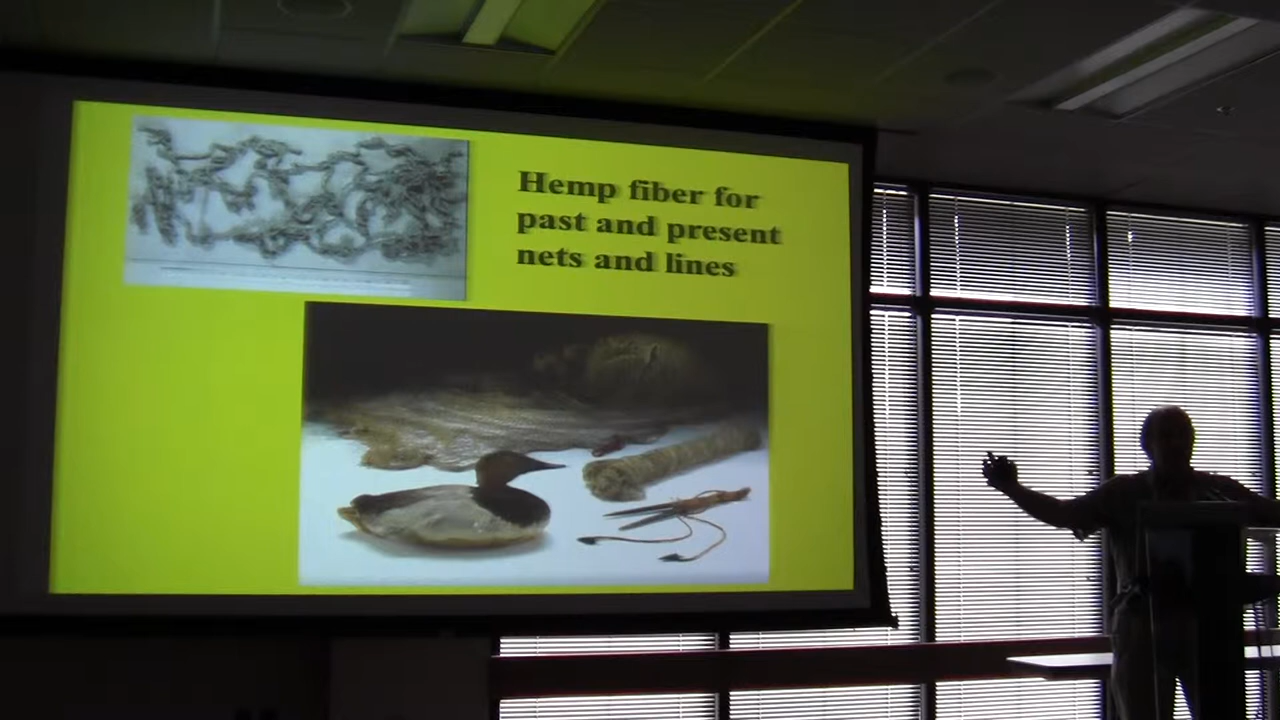 Hemp fiber for
past and present
nets and lines